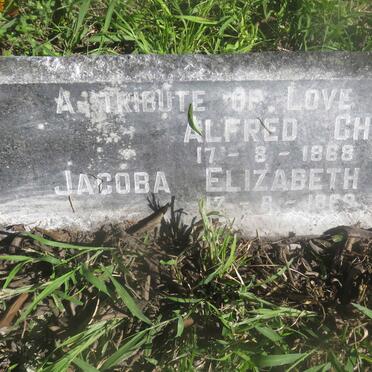 A TRIBUTE OF LOVE
ALFRED CH
17 - 8 - 1868
JACOBA ELIZABETH